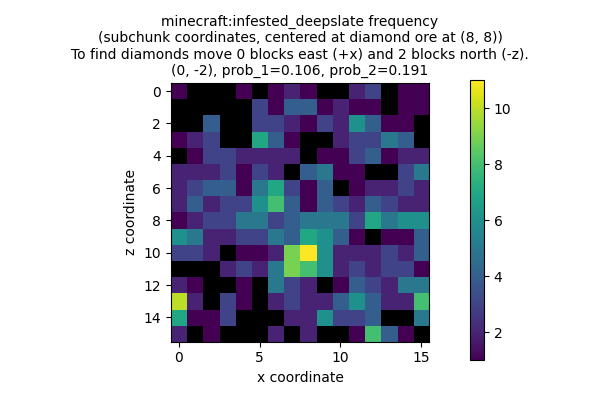 minecraft:infested_deepslate frequency
(subchunk coordinates, centered at diamond ore at (8, 8))
To find diamonds move 0 blocks east (+x) and 2 blocks north (-z).
(0, -2), prob_1=0.106, prob_2=0.191
0
2
4
6
8
10
12
14
z coordinate
0
5
10
15
x coordinate
10
8
6
4
2